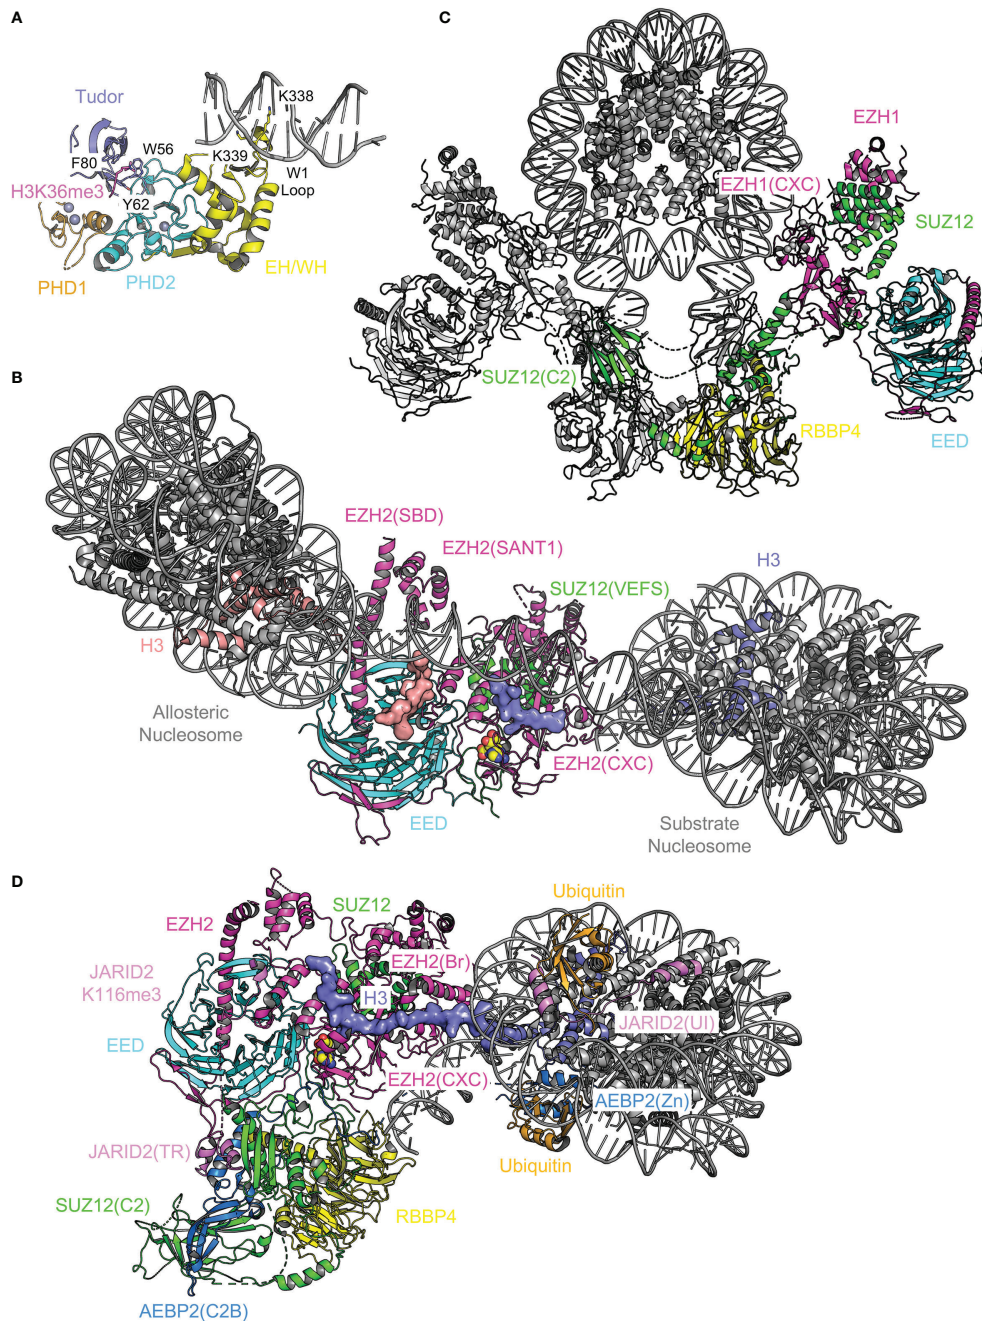 A
Tudor
K338
F80
W56
K339
W1
Loop
H3K36me3
Y62
EH/WH
PHD1
PHD2
C
EZH1
EZH1(CXC)
SUZ12
SUZ12(C2)
RBBP4
EED
B
EZH2(SBD)
EZH2(SANT1)
H3
SUZ12(VEFS)
H3
Allosteric
Nucleosome
EZH2(CXC)
EED
Substrate
Nucleosome
D
Ubiquitin
SUZ12
EZH2
EZH2(Br)
JARID2
K116me3
H3
JARID2(UI)
EED
EZH2(CXC)
AEBP2(Zn)
JARID2(TR)
Ubiquitin
SUZ12(C2)
RBBP4
AEBP2(C2B)